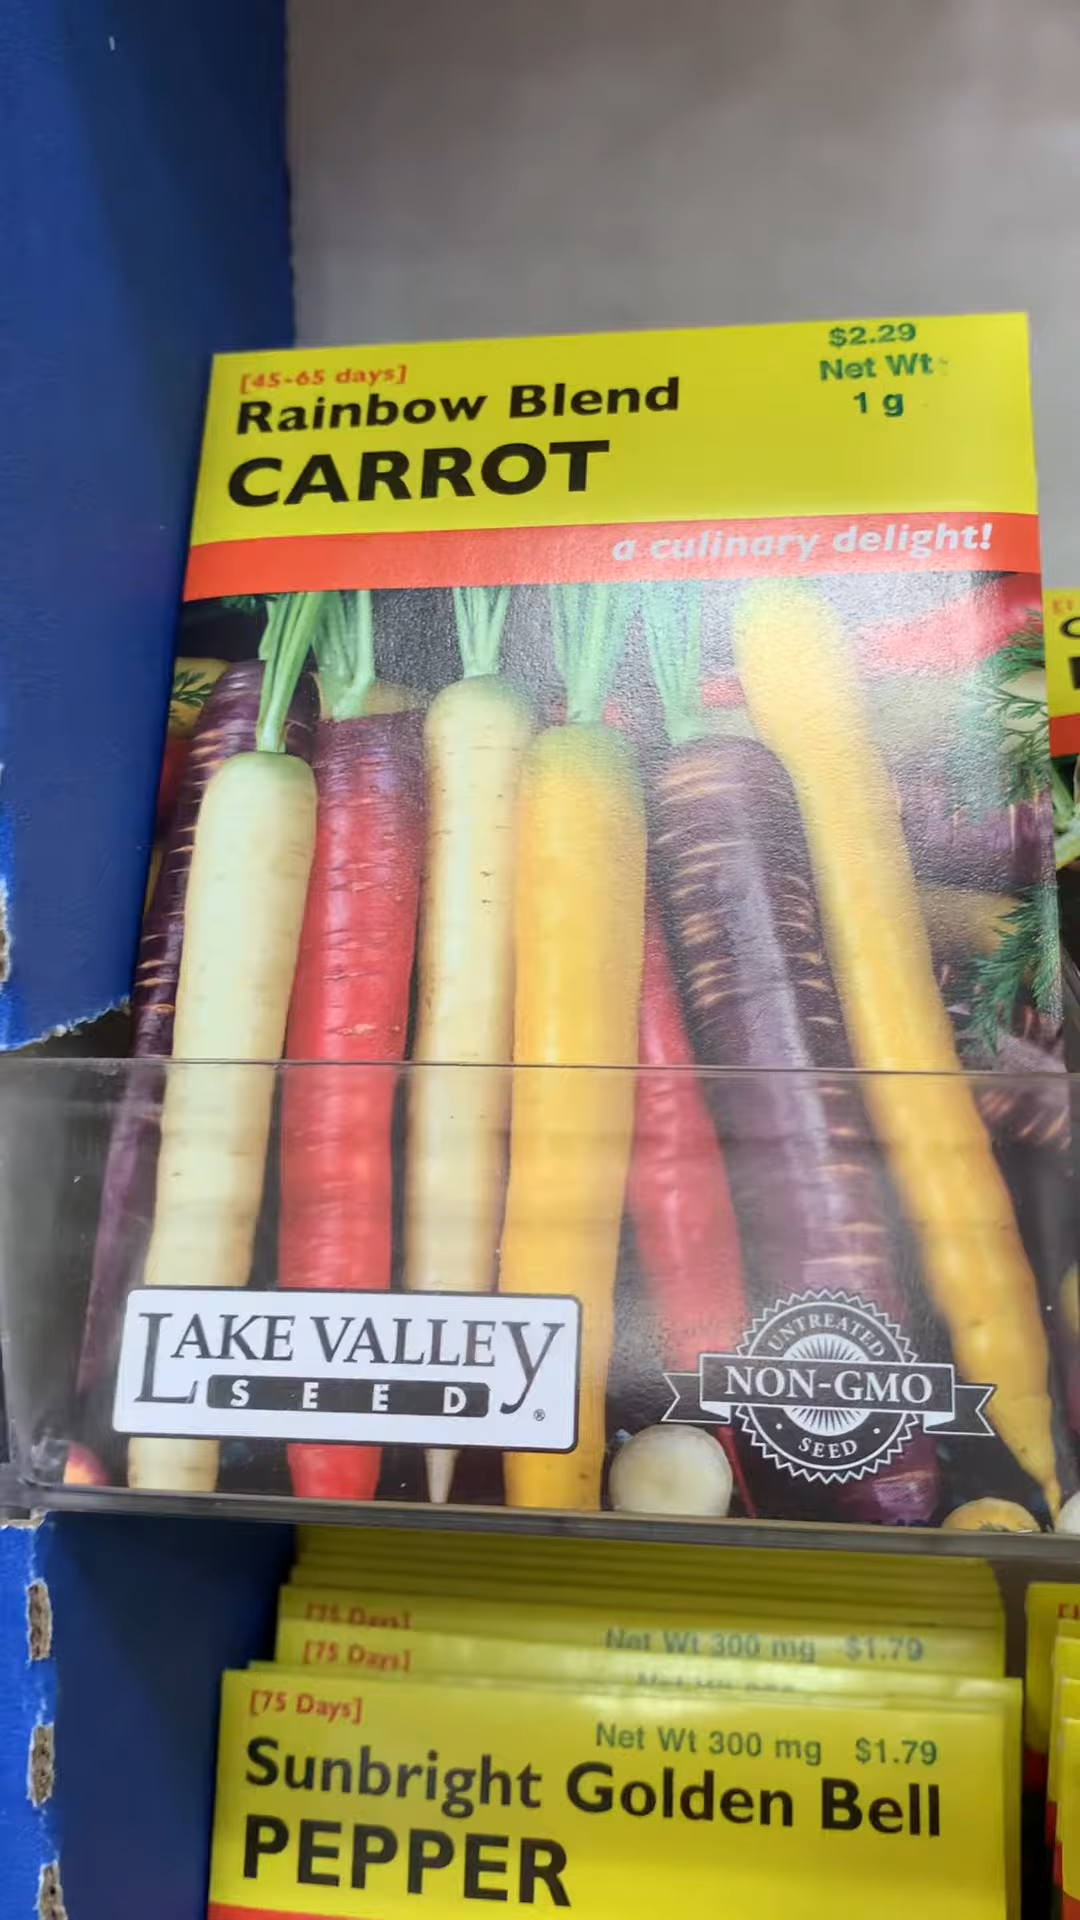 [45-65 days]
Rainbow Blend
CARROT
$2.29
Net Wt
1 g
a culinary delight!
LAKE VALLEY
SEED
®
UNTREATED
NON-GMO
SEED
[75 Days]
Net Wt 300 mg $1.79
[75 Days]
[75 Days]
Net Wt 300 mg $1.79
Sunbright Golden Bell
PEPPER